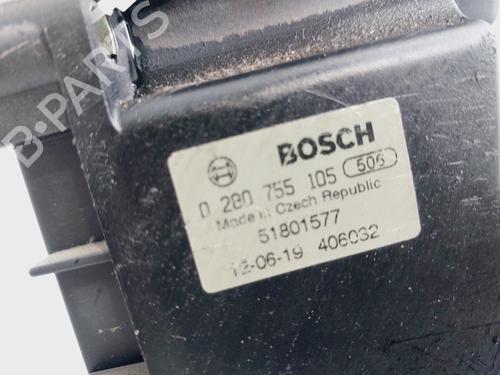 B-PARTS
BOSCH
0 280 755 105 506
Made in Czech Republic
51801577
12-06-19 406032